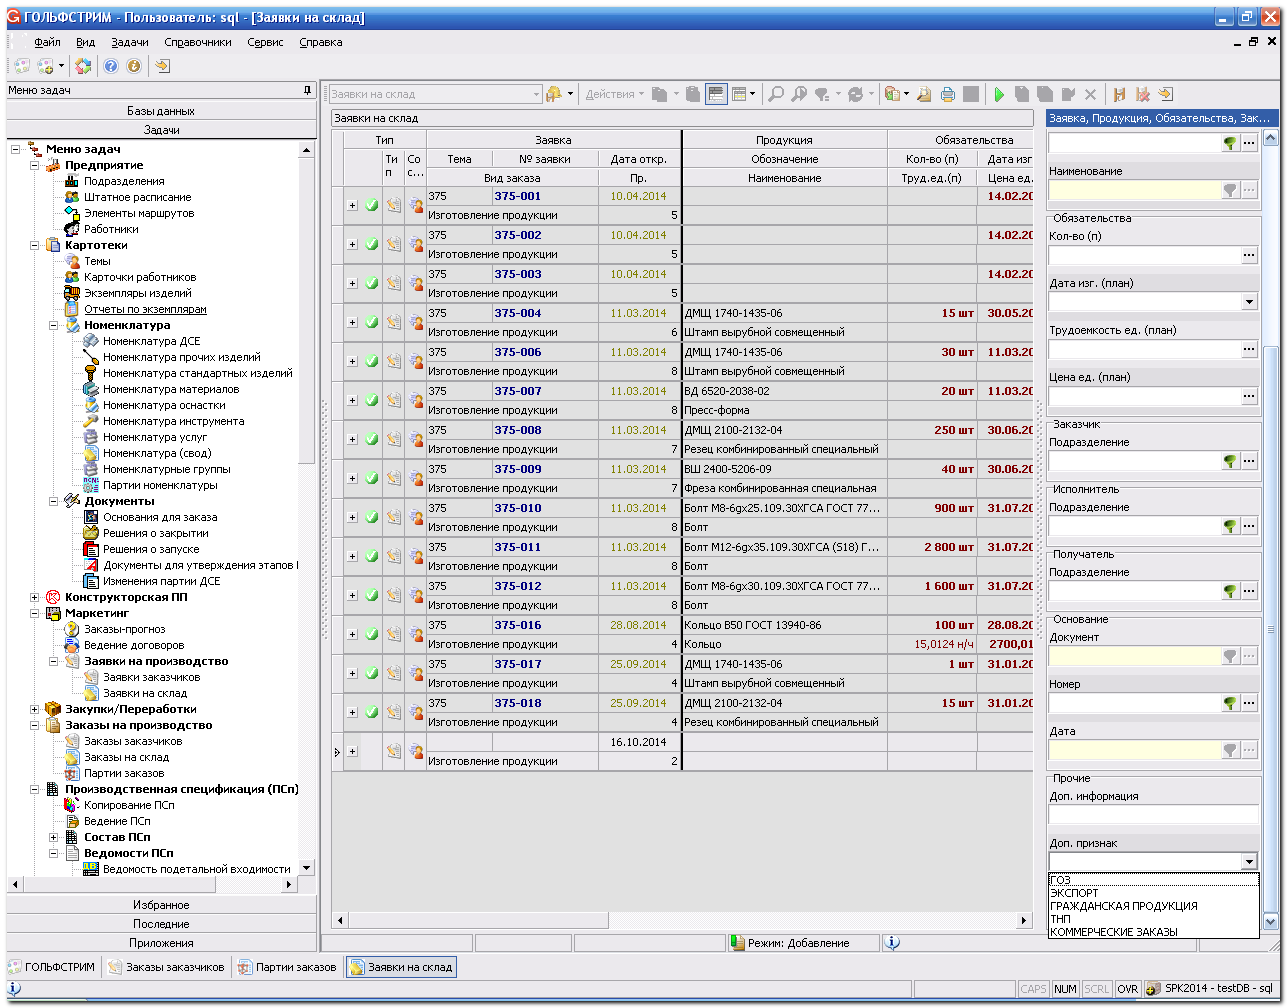 ГОЛЬФСТРИМ - Пользователь: sql - [Заявки на склад]
Файл Вид Задачи Справочники Сервис Справка
Меню задач
Базы данных
Задачи
Меню задач
Предприятие
Подразделения
Штатное расписание
Элементы маршрутов
Работники
Картотеки
Темы
Карточки работников
Экземпляры изделий
Отчеты по экземплярам
Номенклатура
Номенклатура ДСЕ
Номенклатура прочих изделий
Номенклатура стандартных изделий
Номенклатура материалов
Номенклатура оснастки
Номенклатура инструмента
Номенклатура услуг
Номенклатура (свод)
Номенклатурные группы
Партии номенклатуры
Документы
Основания для заказа
Решения о закрытии
Решения о запуске
Документы для утверждения этапов
Изменения партии ДСЕ
Конструкторская ПП
Маркетинг
Заказы-прогноз
Ведение договоров
Заявки на производство
Заявки заказчиков
Заявки на склад
Закупки/Переработки
Заказы на производство
Заказы заказчиков
Заказы на склад
Партии заказов
Производственная спецификация (ПСп)
Копирование ПСп
Ведение ПСп
Состав ПСп
Ведомости ПСп
Ведомость подетальной входимости
Избранное
Последние
Приложения
Заявки на склад Действия
Заявки на склад
Тип Заявка Продукция Обязательства
Ти п Со с... Тема № заявки Дата откр. Обозначение Кол-во (п) Дата изг
Вид заказа Пр. Наименование Труд.ед.(п) Цена ед.
375 375-001 10.04.2014 14.02.20
Изготовление продукции 5
375 375-002 10.04.2014 14.02.20
Изготовление продукции 5
375 375-003 10.04.2014 14.02.20
Изготовление продукции 5
375 375-004 11.03.2014 ДМЩ 1740-1435-06 15 шт 30.05.20
Изготовление продукции 6 Штамп вырубной совмещенный
375 375-006 11.03.2014 ДМЩ 1740-1435-06 30 шт 11.03.20
Изготовление продукции 8 Штамп вырубной совмещенный
375 375-007 11.03.2014 ВД 6520-2038-02 20 шт 11.03.20
Изготовление продукции 8 Пресс-форма
375 375-008 11.03.2014 ДМЩ 2100-2132-04 250 шт 30.06.20
Изготовление продукции 7 Резец комбинированный специальный
375 375-009 11.03.2014 ВШ 2400-5206-09 40 шт 30.06.20
Изготовление продукции 7 Фреза комбинированная специальная
375 375-010 11.03.2014 Болт М8-6gх25.109.30ХГСА ГОСТ 77... 900 шт 31.07.20
Изготовление продукции 8 Болт
375 375-011 11.03.2014 Болт М12-6gх35.109.30ХГСА (S18) Г... 2 800 шт 31.07.20
Изготовление продукции 8 Болт
375 375-012 11.03.2014 Болт М8-6gх30.109.30ХГСА ГОСТ 77... 1 600 шт 31.07.20
Изготовление продукции 8 Болт
375 375-016 28.08.2014 Кольцо В50 ГОСТ 13940-86 100 шт 28.08.20
Изготовление продукции 4 Кольцо 15,0124 н/ч 2700,01
375 375-017 25.09.2014 ДМЩ 1740-1435-06 1 шт 31.01.20
Изготовление продукции 4 Штамп вырубной совмещенный
375 375-018 25.09.2014 ДМЩ 2100-2132-04 15 шт 31.01.20
Изготовление продукции 4 Резец комбинированный специальный
16.10.2014
Изготовление продукции 2
Режим: Добавление
Заявка, Продукция, Обязательства, Зак...
Наименование
Обязательства
Кол-во (п)
Дата изг. (план)
Трудоемкость ед. (план)
Цена ед. (план)
Заказчик
Подразделение
Исполнитель
Подразделение
Получатель
Подразделение
Основание
Документ
Номер
Дата
Прочие
Доп. информация
Доп. признак
ГОЗ
ЭКСПОРТ
ГРАЖДАНСКАЯ ПРОДУКЦИЯ
ТНП
КОММЕРЧЕСКИЕ ЗАКАЗЫ
ГОЛЬФСТРИМ Заказы заказчиков Партии заказов Заявки на склад
CAPS NUM SCRL OVR SPK2014 - testDB - sql